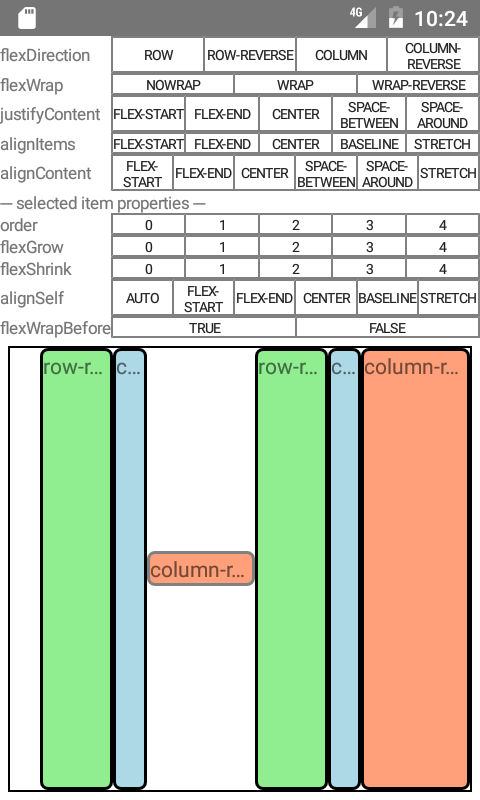 4G 10:24
flexDirection ROW ROW-REVERSE COLUMN COLUMN-REVERSE
flexWrap NOWRAP WRAP WRAP-REVERSE
justifyContent FLEX-START FLEX-END CENTER SPACE-BETWEEN SPACE-AROUND
alignItems FLEX-START FLEX-END CENTER BASELINE STRETCH
alignContent FLEX-START FLEX-END CENTER SPACE-BETWEEN SPACE-AROUND STRETCH
--- selected item properties ---
order 0 1 2 3 4
flexGrow 0 1 2 3 4
flexShrink 0 1 2 3 4
alignSelf AUTO FLEX-START FLEX-END CENTER BASELINE STRETCH
flexWrapBefore TRUE FALSE
row-r... c... row-r... c... column-r...
column-r...